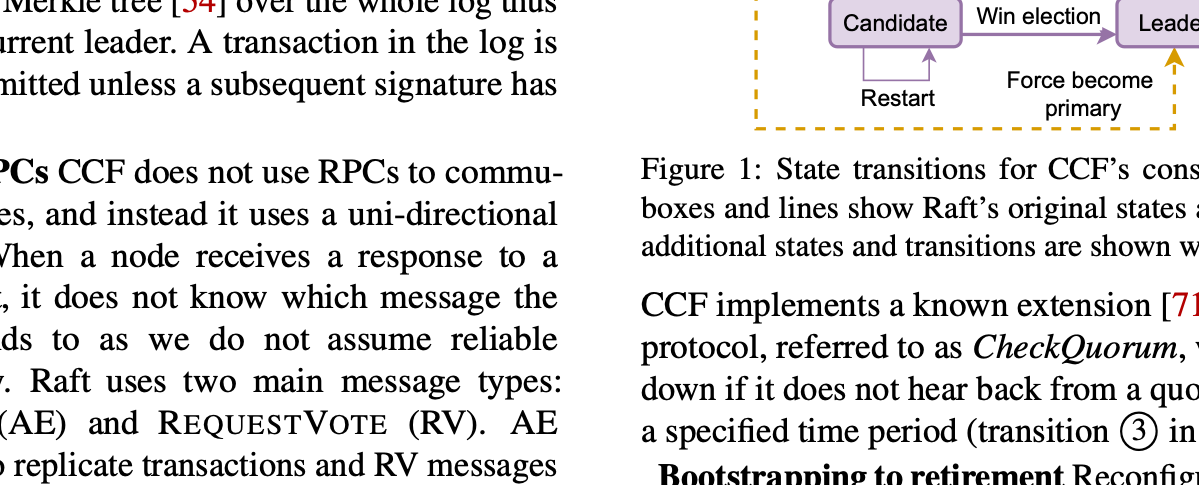 Merkle tree [54] over the whole log thus
urrent leader. A transaction in the log is
mitted unless a subsequent signature has
PCs CCF does not use RPCs to commu-
es, and instead it uses a uni-directional
When a node receives a response to a
t, it does not know which message the
nds to as we do not assume reliable
y. Raft uses two main message types:
(AE) and REQUESTVOTE (RV). AE
o replicate transactions and RV messages
Candidate
Win election
Leade
Restart
Force become
primary
Figure 1: State transitions for CCF’s cons
boxes and lines show Raft’s original states a
additional states and transitions are shown w
CCF implements a known extension [71
protocol, referred to as CheckQuorum, w
down if it does not hear back from a quo
a specified time period (transition ③ in
Bootstrapping to retirement Reconfigu